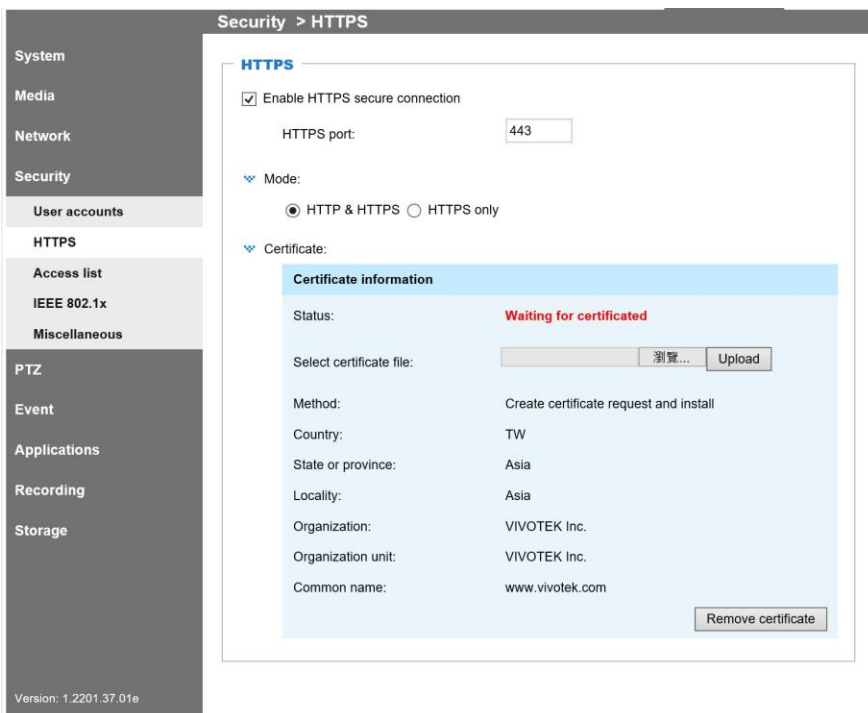 Security > HTTPS
System
Media
Network
Security
User accounts
HTTPS
Access list
IEEE 802.1x
Miscellaneous
PTZ
Event
Applications
Recording
Storage
Version: 1.2201.37.01e
HTTPS
Enable HTTPS secure connection
HTTPS port: 443
Mode:
HTTP & HTTPS HTTPS only
Certificate:
Certificate information
Status: Waiting for certificated
Select certificate file: 瀏覽... Upload
Method: Create certificate request and install
Country: TW
State or province: Asia
Locality: Asia
Organization: VIVOTEK Inc.
Organization unit: VIVOTEK Inc.
Common name: www.vivotek.com
Remove certificate